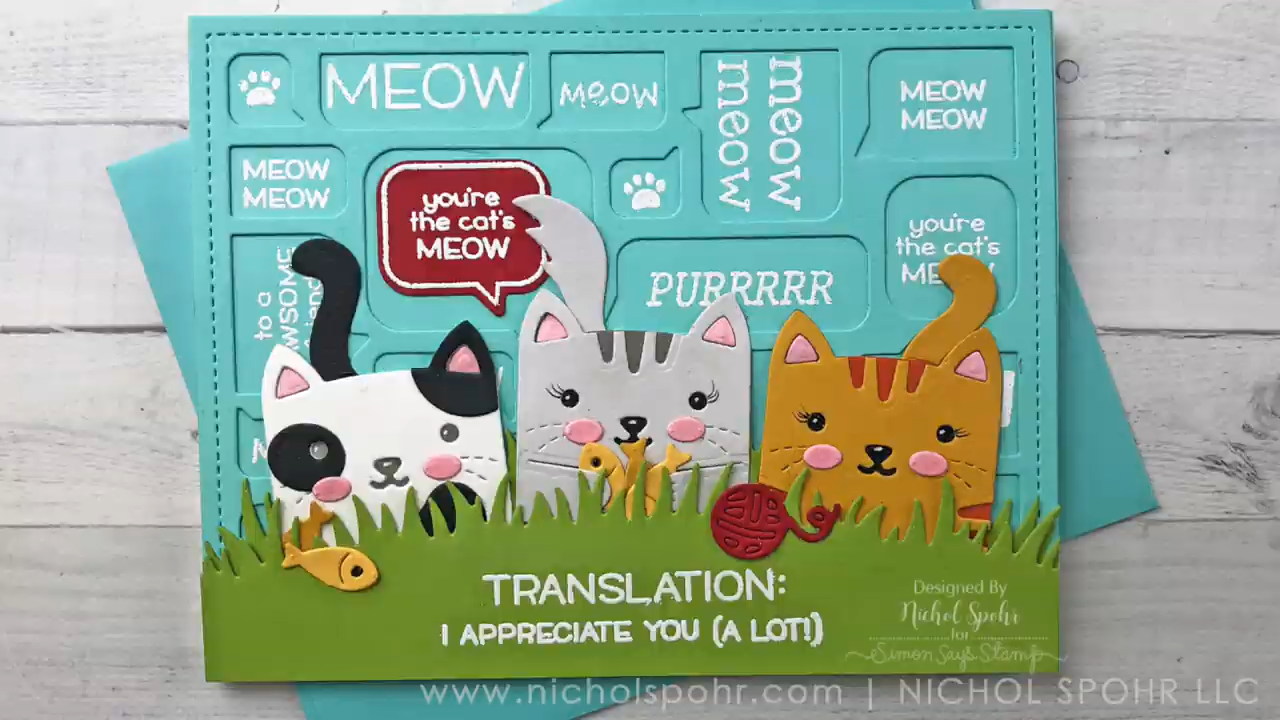 MEOW
meow
meow
meow
MEOW
MEOW
MEOW
MEOW
you're
the cat's
MEOW
you're
the cat's
PURRRRR
to a
TRANSLATION:
I APPRECIATE YOU (A LOT!)
Designed By
Nichol Spohr
for
Simon Says Stamp
www.nicholspohr.com | NICHOL SPOHR LLC